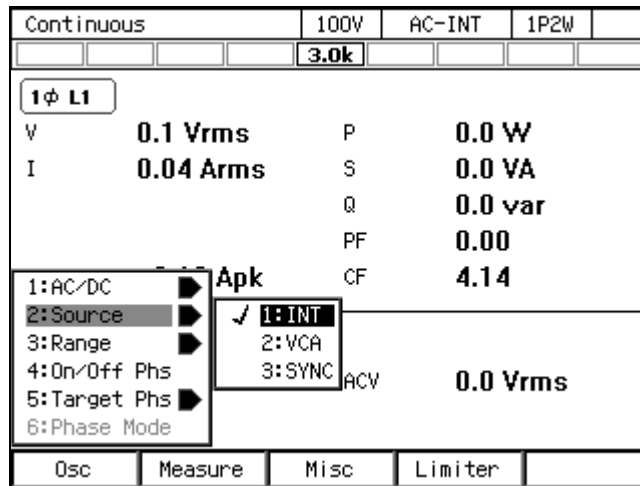 Continuous 100V AC-INT 1P2W
3.0k
1ϕ L1
V 0.1 Vrms P 0.0 W
I 0.04 Arms S 0.0 VA
Q 0.0 var
PF 0.00
Apk CF 4.14
1:AC/DC
2:Source ✓ 1:INT
3:Range 2:VCA
4:On/Off Phs 3:SYNC ACV 0.0 Vrms
5:Target Phs
6:Phase Mode
Osc Measure Misc Limiter